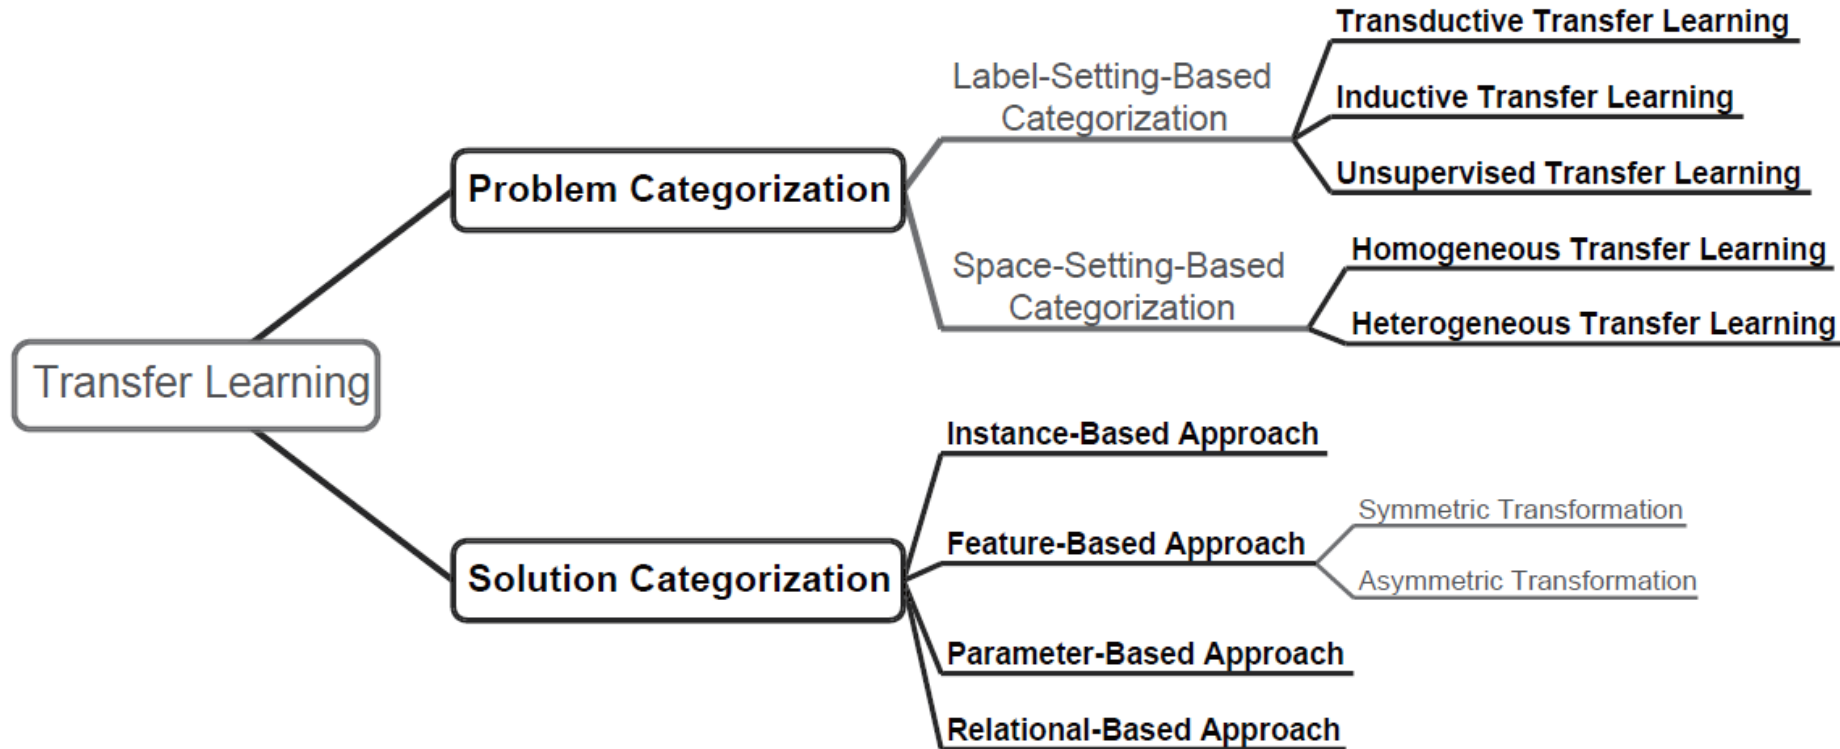 Transfer Learning
Problem Categorization
Label-Setting-Based
Categorization
Transductive Transfer Learning
Inductive Transfer Learning
Unsupervised Transfer Learning
Space-Setting-Based
Categorization
Homogeneous Transfer Learning
Heterogeneous Transfer Learning
Solution Categorization
Instance-Based Approach
Feature-Based Approach
Symmetric Transformation
Asymmetric Transformation
Parameter-Based Approach
Relational-Based Approach